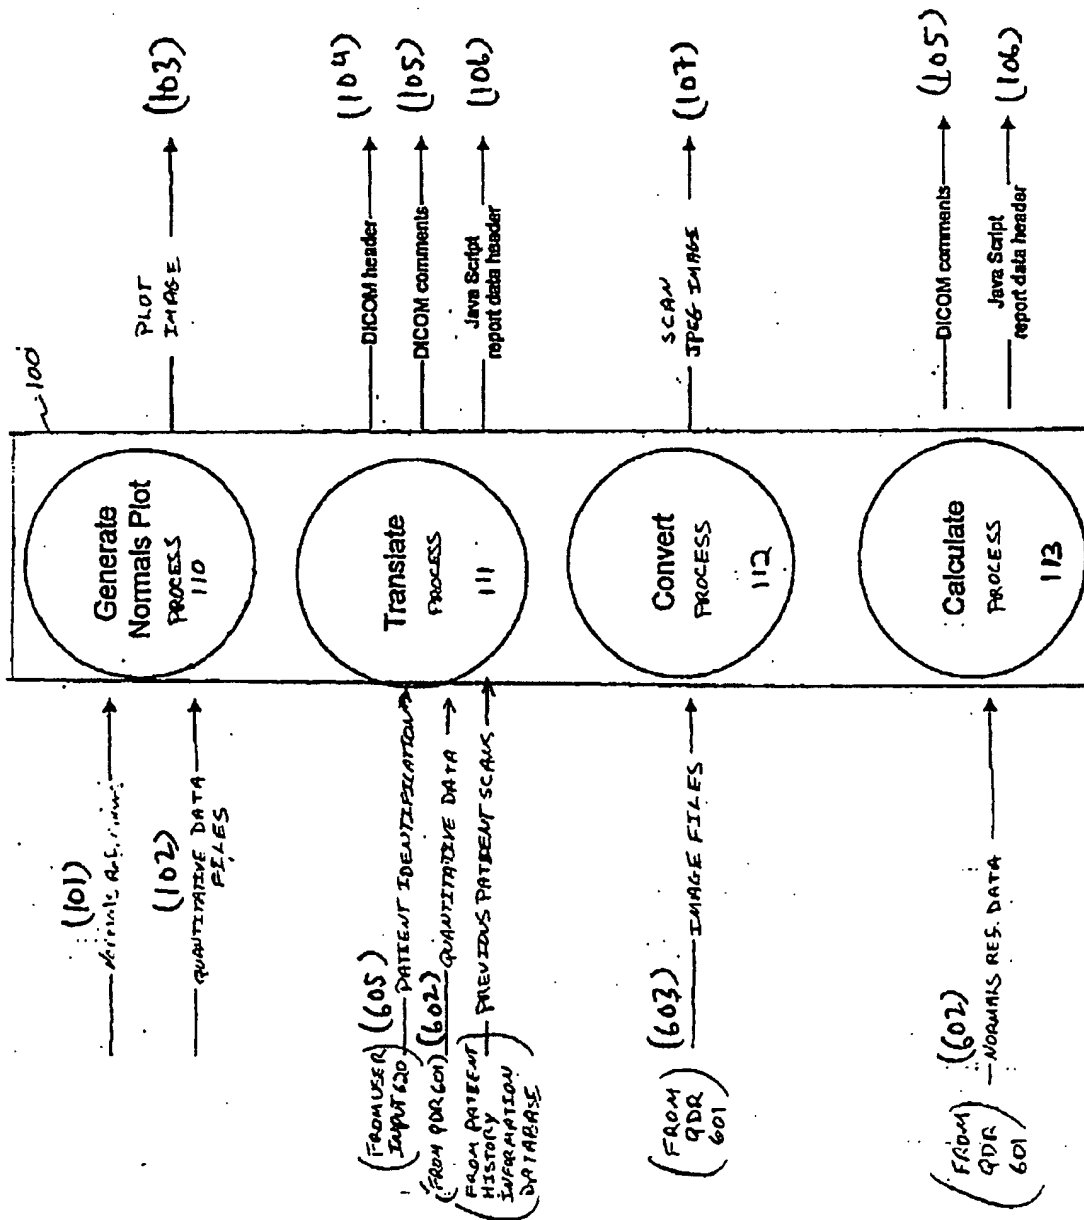 100
(101)
(102)
QUANTITATIVE DATA
FILES
Generate
Normals Plot
PROCESS
110
PLOT
IMAGE
(103)
(FROM USER
INPUT 620)
(605)
PATIENT IDENTIFICATION
(FROM QDR 601)
(602)
QUANTITATIVE DATA
(FROM PATIENT
HISTORY
INFORMATION
DATABASE)
PREVIOUS PATIENT SCANS
Translate
PROCESS
111
DICOM header
(104)
DICOM comments
(105)
Java Script
report data header
(106)
(FROM
QDR
601)
(603)
IMAGE FILES
Convert
PROCESS
112
SCAN
JPEG IMAGE
(107)
(FROM
QDR
601)
(602)
NORMALS RES. DATA
Calculate
PROCESS
113
DICOM comments
(105)
Java Script
report data header
(106)